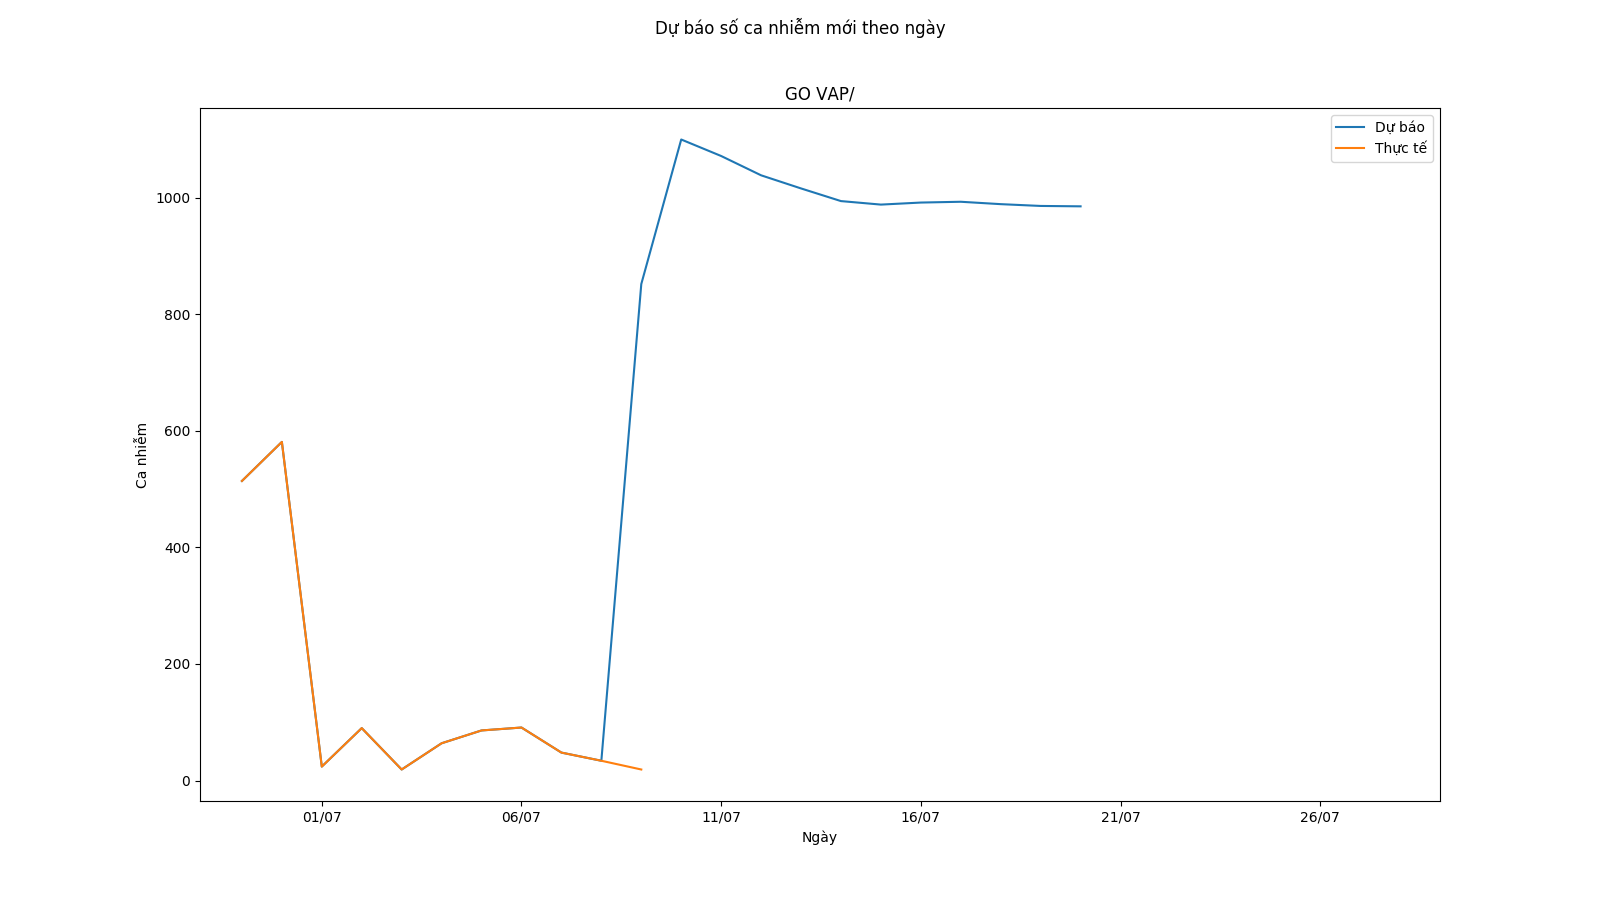 Dự báo số ca nhiễm mới theo ngày
GO VAP/
Dự báo
Thực tế
1000
800
600
400
200
0
Ca nhiễm
01/07
06/07
11/07
16/07
21/07
26/07
Ngày